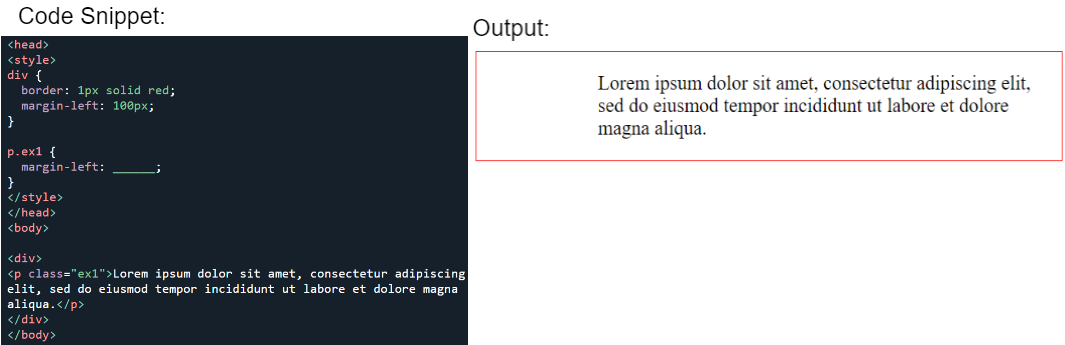 Code Snippet:
<head>
<style>
div {
  border: 1px solid red;
  margin-left: 100px;
}

p.ex1 {
  margin-left: ______;
}
</style>
</head>
<body>

<div>
<p class="ex1">Lorem ipsum dolor sit amet, consectetur adipiscing
elit, sed do eiusmod tempor incididunt ut labore et dolore magna
aliqua.</p>
</div>
</body>
Output:
Lorem ipsum dolor sit amet, consectetur adipiscing elit,
sed do eiusmod tempor incididunt ut labore et dolore
magna aliqua.